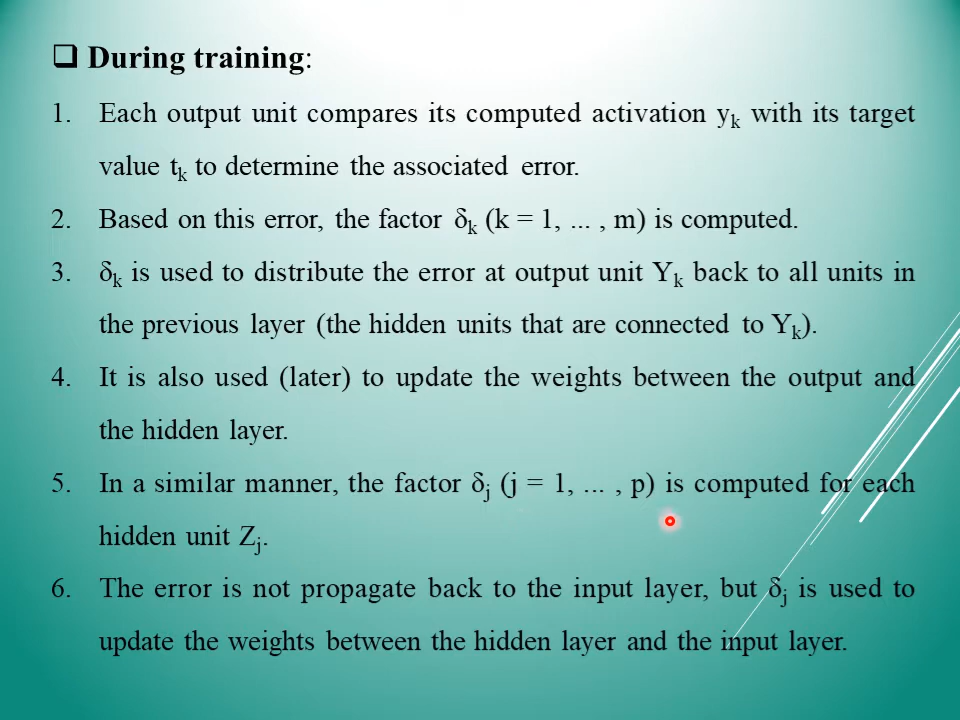 ❑ During training:
1. Each output unit compares its computed activation yk with its target
value tk to determine the associated error.
2. Based on this error, the factor δk (k = 1, ... , m) is computed.
3. δk is used to distribute the error at output unit Yk back to all units in
the previous layer (the hidden units that are connected to Yk).
4. It is also used (later) to update the weights between the output and
the hidden layer.
5. In a similar manner, the factor δj (j = 1, ... , p) is computed for each
hidden unit Zj.
6. The error is not propagate back to the input layer, but δj is used to
update the weights between the hidden layer and the input layer.